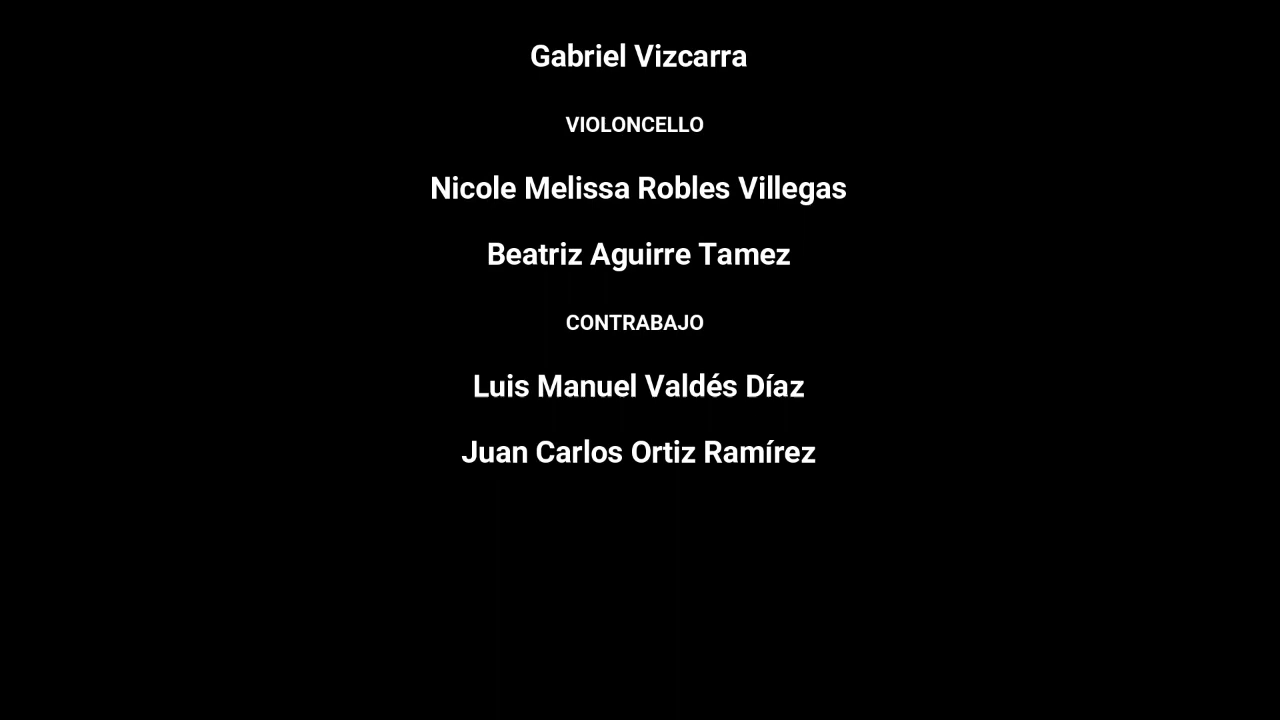 Gabriel Vizcarra
VIOLONCELLO
Nicole Melissa Robles Villegas
Beatriz Aguirre Tamez
CONTRABAJO
Luis Manuel Valdés Díaz
Juan Carlos Ortiz Ramírez